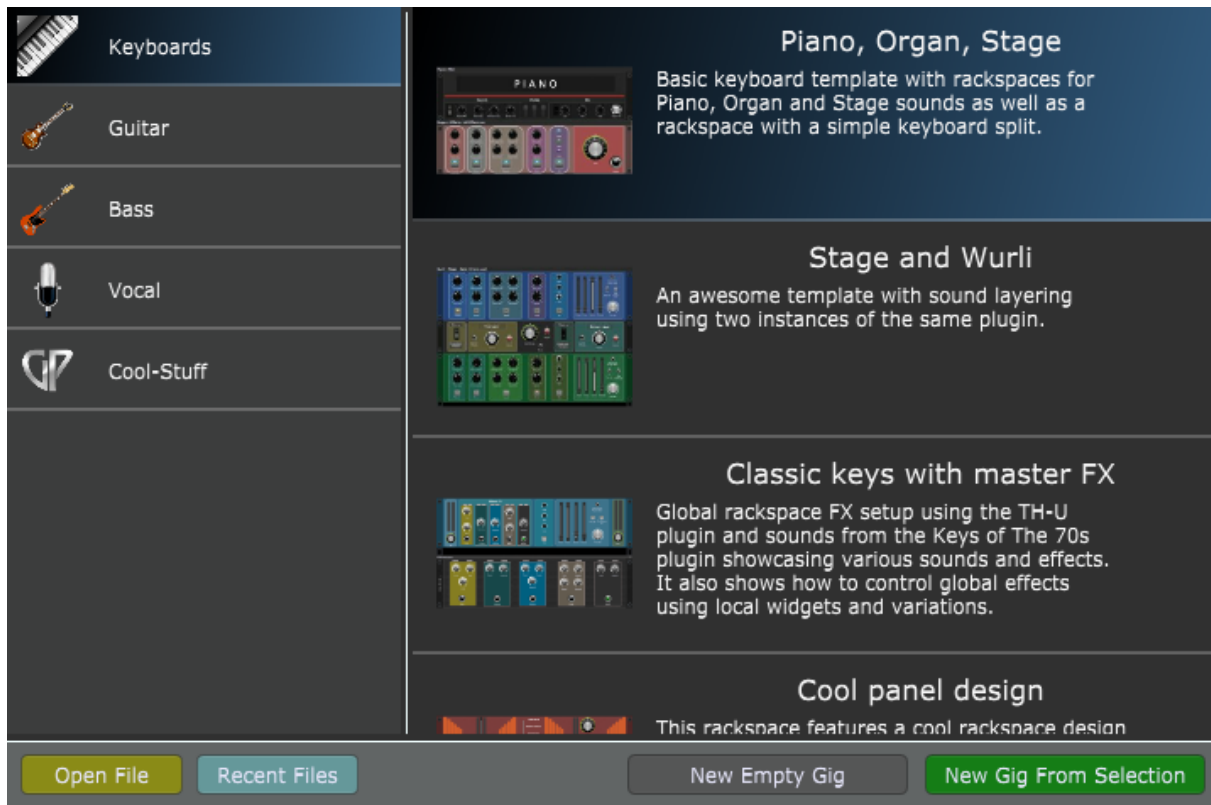 Keyboards
Guitar
Bass
Vocal
Cool-Stuff
Piano, Organ, Stage
PIANO
Basic keyboard template with rackspaces for
Piano, Organ and Stage sounds as well as a
rackspace with a simple keyboard split.
Stage and Wurli
An awesome template with sound layering
using two instances of the same plugin.
Classic keys with master FX
Global rackspace FX setup using the TH-U
plugin and sounds from the Keys of The 70s
plugin showcasing various sounds and effects.
It also shows how to control global effects
using local widgets and variations.
Cool panel design
This rackspace features a cool rackspace design
Open File
Recent Files
New Empty Gig
New Gig From Selection